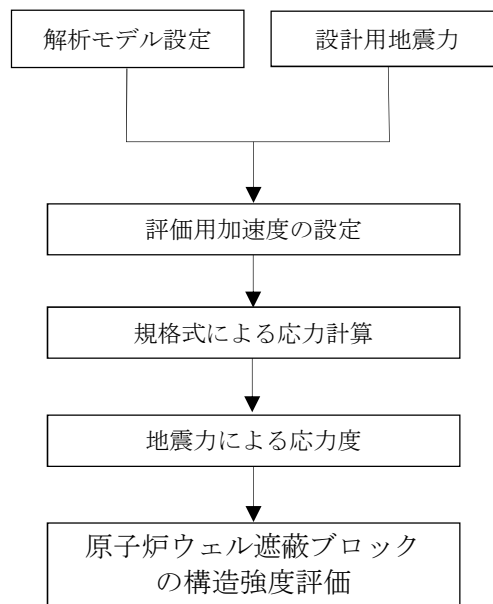 解析モデル設定
設計用地震力
評価用加速度の設定
規格式による応力計算
地震力による応力度
原子炉ウェル遮蔽ブロック
の構造強度評価